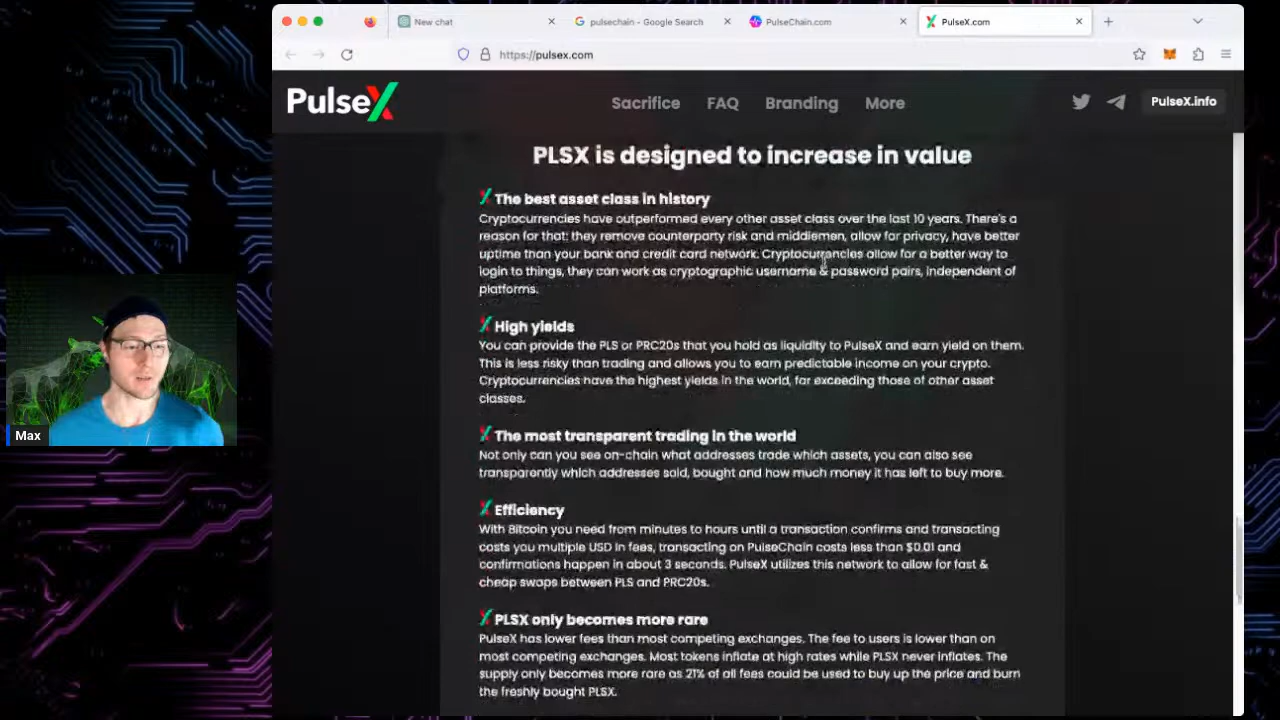 New chat
pulsechain - Google Search
PulseChain.com
PulseX.com
https://pulsex.com
PulseX
Sacrifice
FAQ
Branding
More
PulseX.info
PLSX is designed to increase in value
The best asset class in history
Cryptocurrencies have outperformed every other asset class over the last 10 years. There's a
reason for that: they remove counterparty risk and middlemen, allow for privacy, have better
uptime than your bank and credit card network. Cryptocurrencies allow for a better way to
login to things, they can work as cryptographic username & password pairs, independent of
platforms.
High yields
You can provide the PLS or PRC20s that you hold as liquidity to PulseX and earn yield on them.
This is less risky than trading and allows you to earn predictable income on your crypto.
Cryptocurrencies have the highest yields in the world, far exceeding those of other asset
classes.
The most transparent trading in the world
Not only can you see on-chain what addresses trade which assets, you can also see
transparently which addresses sold, bought and how much money it has left to buy more.
Efficiency
With Bitcoin you need from minutes to hours until a transaction confirms and transacting
costs you multiple USD in fees, transacting on PulseChain costs less than $0.01 and
confirmations happen in about 3 seconds. PulseX utilizes this network to allow for fast &
cheap swaps between PLS and PRC20s.
PLSX only becomes more rare
PulseX has lower fees than most competing exchanges. The fee to users is lower than on
most competing exchanges. Most tokens inflate at high rates while PLSX never inflates. The
supply only becomes more rare as 21% of all fees could be used to buy up the price and burn
the freshly bought PLSX.
Max